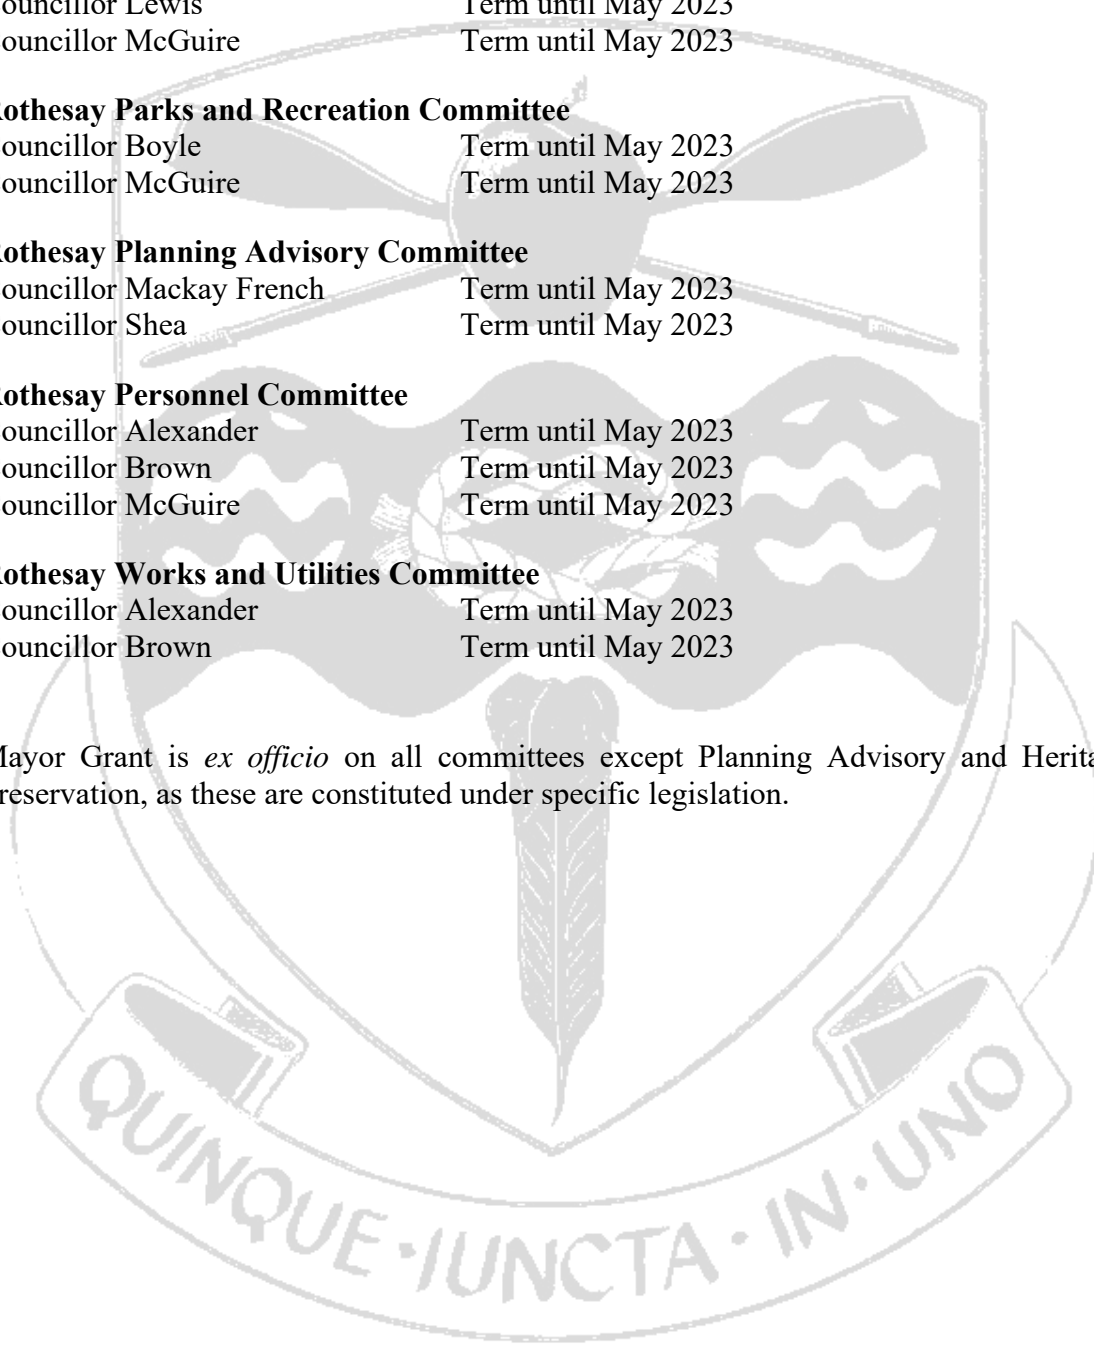 ouncillor Lewis Term until May 2023
ouncillor McGuire Term until May 2023
othesay Parks and Recreation Committee
ouncillor Boyle Term until May 2023
ouncillor McGuire Term until May 2023
othesay Planning Advisory Committee
ouncillor Mackay French Term until May 2023
ouncillor Shea Term until May 2023
othesay Personnel Committee
ouncillor Alexander Term until May 2023
ouncillor Brown Term until May 2023
ouncillor McGuire Term until May 2023
othesay Works and Utilities Committee
ouncillor Alexander Term until May 2023
ouncillor Brown Term until May 2023
Mayor Grant is ex officio on all committees except Planning Advisory and Herita
reservation, as these are constituted under specific legislation.
QUINQUE · IUNCTA · IN · UNO